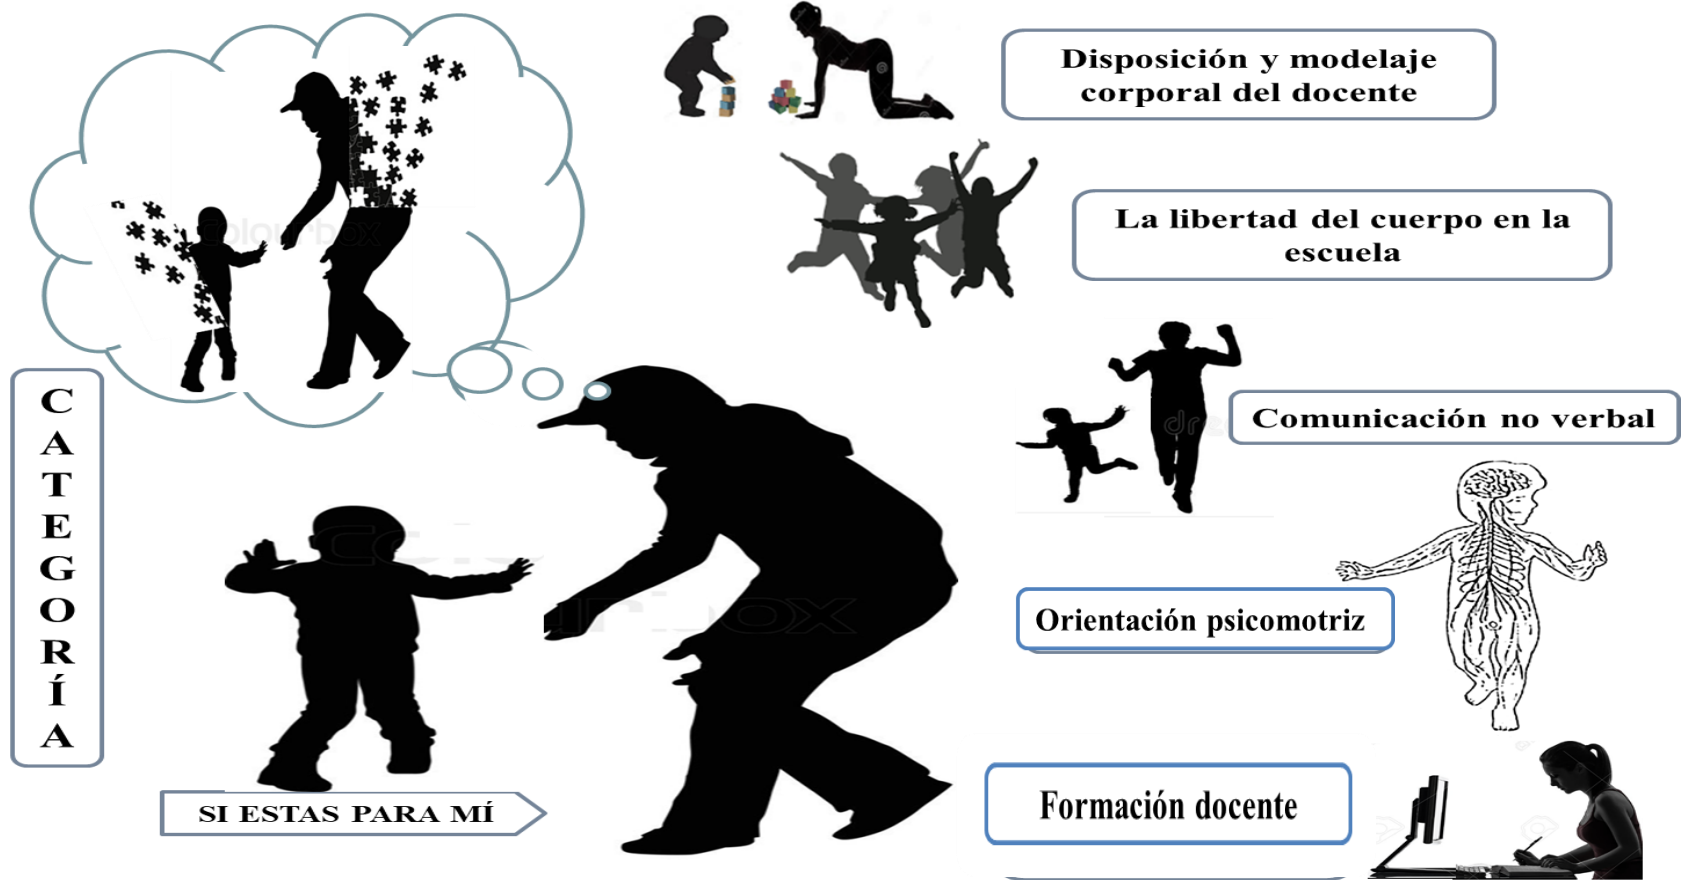 Disposición y modelaje
corporal del docente
La libertad del cuerpo en la
escuela
Comunicación no verbal
C
A
T
E
G
O
R
Í
A
Orientación psicomotriz
Formación docente
SI ESTAS PARA MÍ